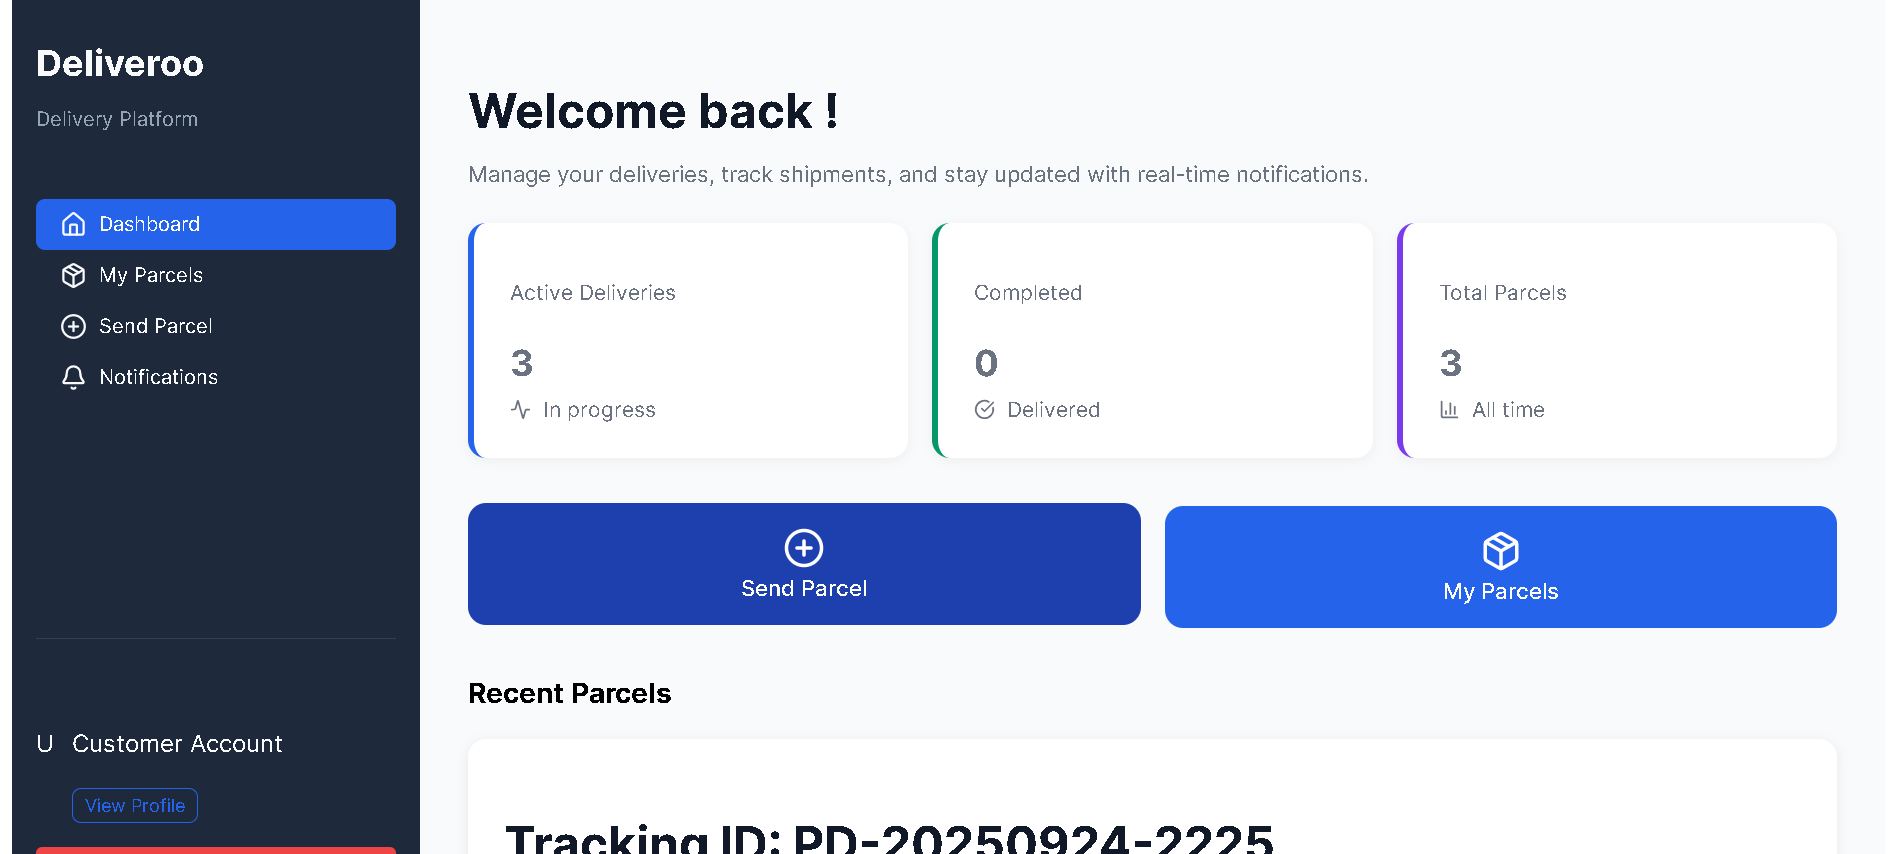 Deliveroo
Delivery Platform
Dashboard
My Parcels
Send Parcel
Notifications
U Customer Account
View Profile
Welcome back !
Manage your deliveries, track shipments, and stay updated with real-time notifications.
Active Deliveries
3
In progress
Completed
0
Delivered
Total Parcels
3
All time
Send Parcel
My Parcels
Recent Parcels
Tracking ID: PD-20250924-2225